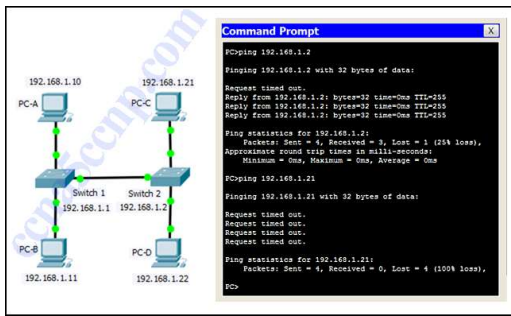 192.168.1.10
192.168.1.21
PC-A
PC-C
Switch 1
Switch 2
192.168.1.1
192.168.1.2
PC-B
PC-D
192.168.1.11
192.168.1.22
ccnp5ccnp.com
Command Prompt
X
PC>ping 192.168.1.2
Pinging 192.168.1.2 with 32 bytes of data:
Request timed out.
Reply from 192.168.1.2: bytes=32 time=0ms TTL=255
Reply from 192.168.1.2: bytes=32 time=0ms TTL=255
Reply from 192.168.1.2: bytes=32 time=0ms TTL=255
Ping statistics for 192.168.1.2:
Packets: Sent = 4, Received = 3, Lost = 1 (25% loss),
Approximate round trip times in milli-seconds:
Minimum = 0ms, Maximum = 0ms, Average = 0ms
PC>ping 192.168.1.21
Pinging 192.168.1.21 with 32 bytes of data:
Request timed out.
Request timed out.
Request timed out.
Request timed out.
Ping statistics for 192.168.1.21:
Packets: Sent = 4, Received = 0, Lost = 4 (100% loss),
PC>